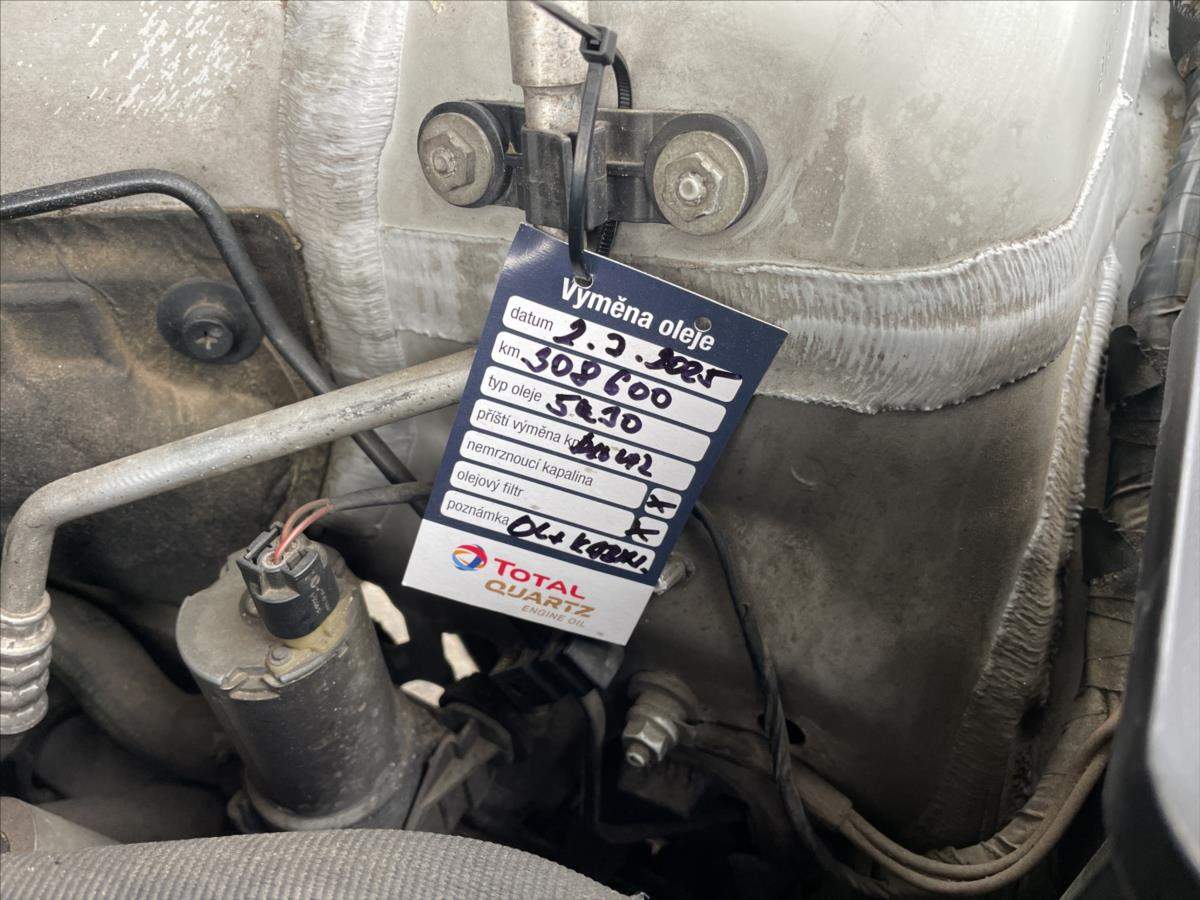 Výměna oleje
datum 2.7.2025
km 308600
typ oleje 5W30
příští výměna km
nemrznoucí kapalina
olejový filtr X
poznámka X
TOTAL
QUARTZ
ENGINE OIL